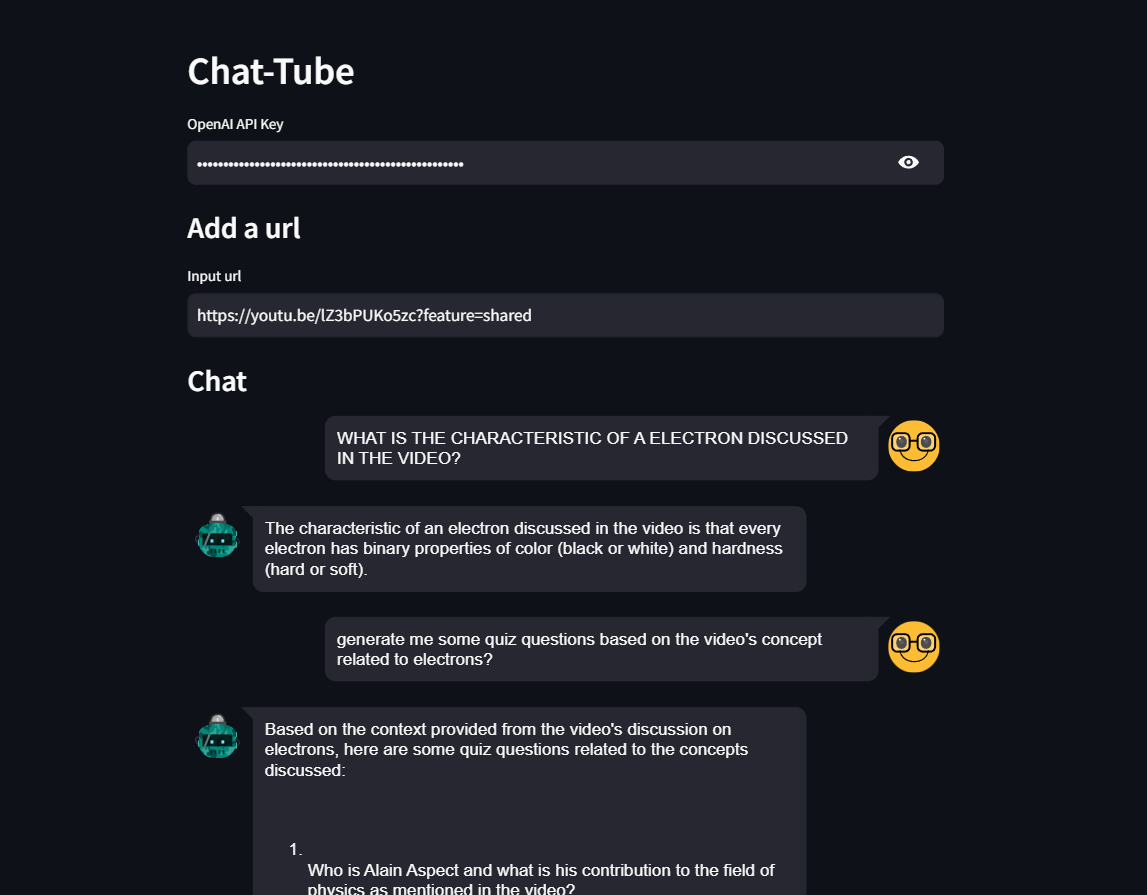 Chat-Tube
OpenAI API Key
••••••••••••••••••••••••••••••••••••••••••••••••••••
Add a url
Input url
https://youtu.be/lZ3bPUKo5zc?feature=shared
Chat
WHAT IS THE CHARACTERISTIC OF A ELECTRON DISCUSSED
IN THE VIDEO?
The characteristic of an electron discussed in the video is that every
electron has binary properties of color (black or white) and hardness
(hard or soft).
generate me some quiz questions based on the video's concept
related to electrons?
Based on the context provided from the video's discussion on
electrons, here are some quiz questions related to the concepts
discussed:
1.
Who is Alain Aspect and what is his contribution to the field of
physics as mentioned in the video?